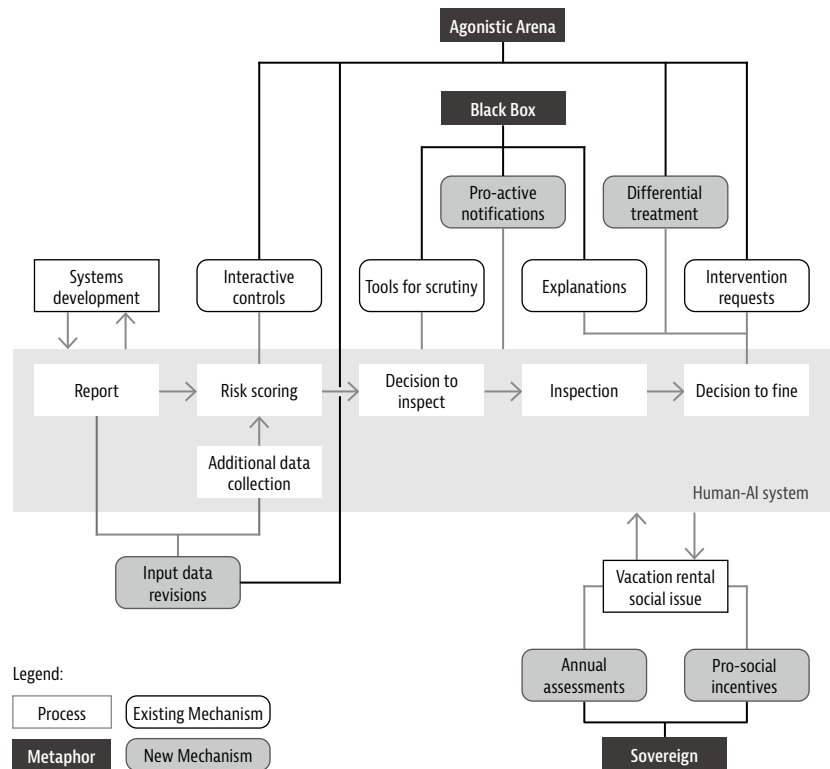 Agonistic Arena
Black Box
Pro-active
notifications
Differential
treatment
Systems
development
Interactive
controls
Tools for scrutiny
Explanations
Intervention
requests
Report
Risk scoring
Decision to
inspect
Inspection
Decision to fine
Additional data
collection
Human-AI system
Input data
revisions
Vacation rental
social issue
Annual
assessments
Pro-social
incentives
Sovereign
Legend:
Process
Existing Mechanism
Metaphor
New Mechanism